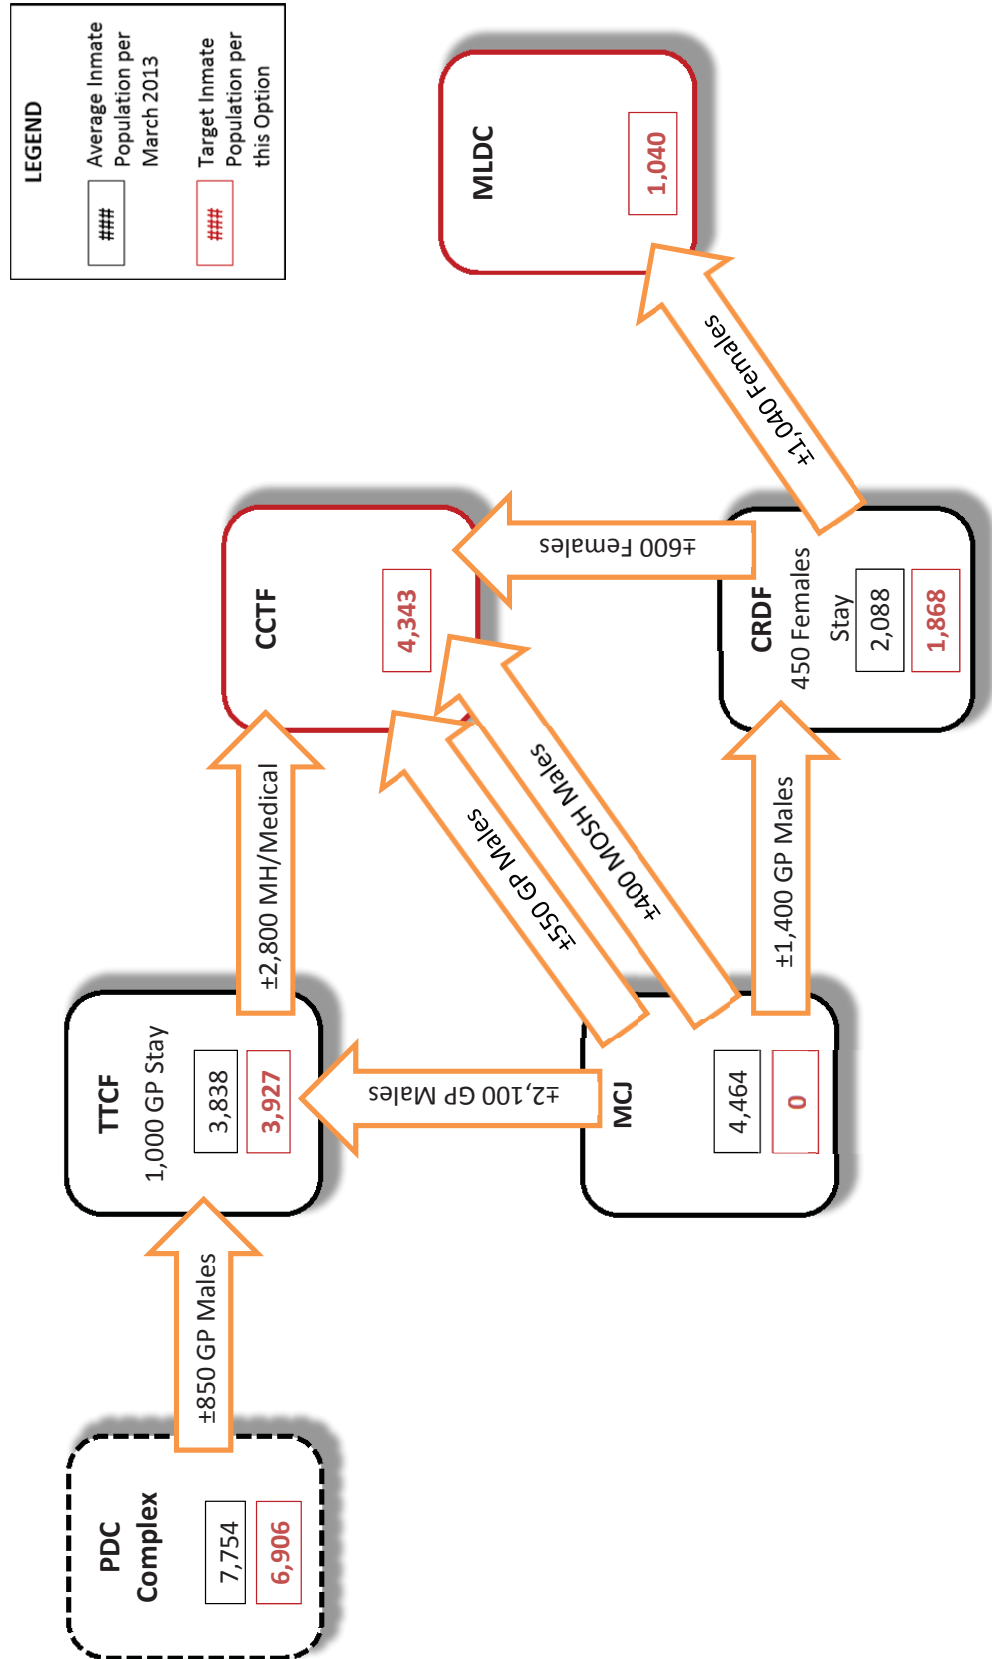 PDC
Complex
7,754
6,906
±850 GP Males
TTCF
1,000 GP Stay
3,838
3,927
±2,800 MH/Medical
CCTF
4,343
LEGEND
###
Average Inmate
Population per
March 2013
###
Target Inmate
Population per
this Option
±2,100 GP Males
±550 GP Males
±400 MOSH Males
±600 Females
MLDC
1,040
MCJ
4,464
0
±1,400 GP Males
CRDF
450 Females
Stay
2,088
1,868
±1,040 Females